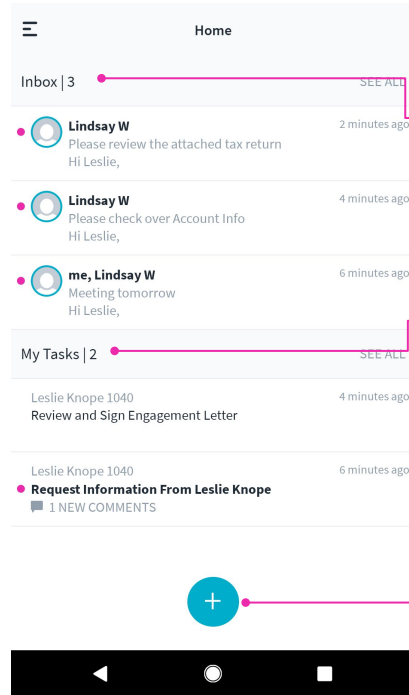 Home
Inbox | 3
SEE ALL
Lindsay W
2 minutes ago
Please review the attached tax return
Hi Leslie,
Lindsay W
4 minutes ago
Please check over Account Info
Hi Leslie,
me, Lindsay W
6 minutes ago
Meeting tomorrow
Hi Leslie,
My Tasks | 2
SEE ALL
Leslie Knope 1040
4 minutes ago
Review and Sign Engagement Letter
Leslie Knope 1040
6 minutes ago
Request Information From Leslie Knope
1 NEW COMMENTS